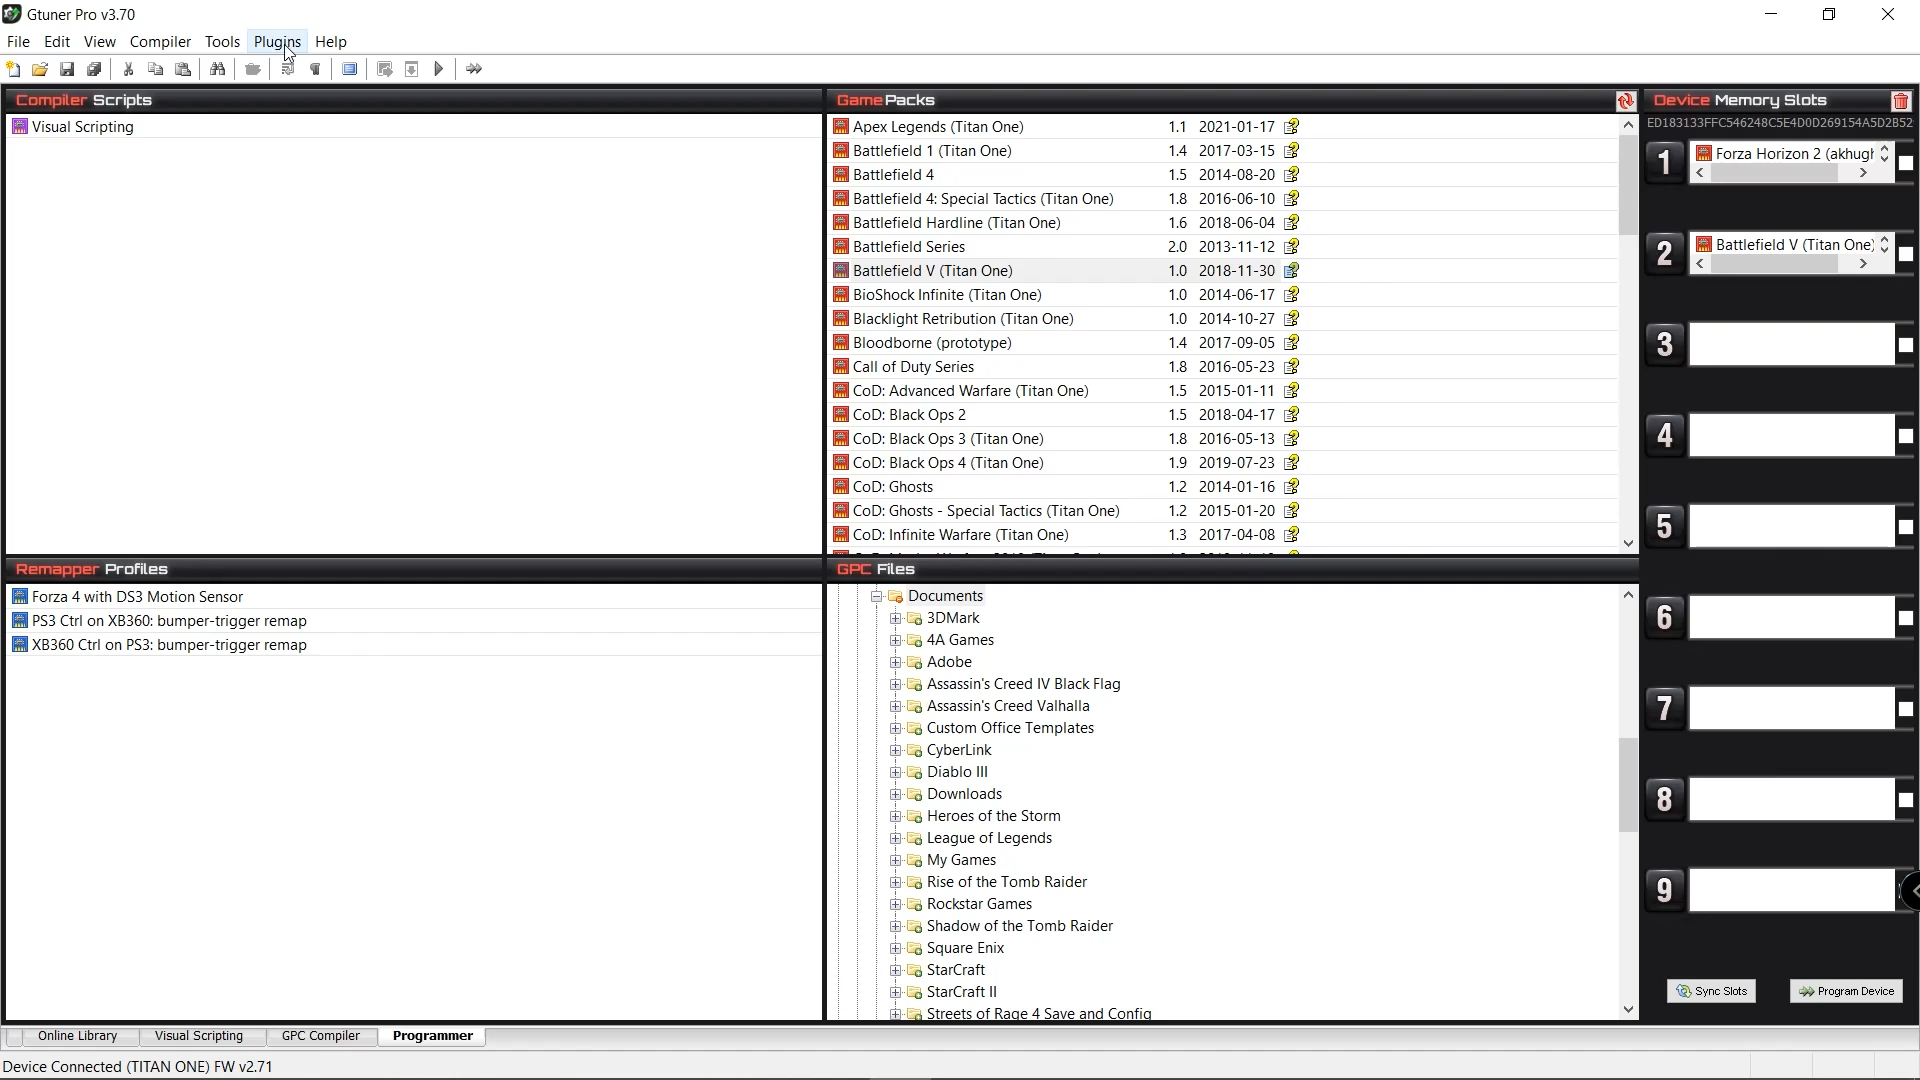 Gtuner Pro v3.70
File Edit View Compiler Tools Plugins Help
Compiler Scripts
Visual Scripting
GamePacks
Apex Legends (Titan One) 1.1 2021-01-17
Battlefield 1 (Titan One) 1.4 2017-03-15
Battlefield 4 1.5 2014-08-20
Battlefield 4: Special Tactics (Titan One) 1.8 2016-06-10
Battlefield Hardline (Titan One) 1.6 2018-06-04
Battlefield Series 2.0 2013-11-12
Battlefield V (Titan One) 1.0 2018-11-30
BioShock Infinite (Titan One) 1.0 2014-06-17
Blacklight Retribution (Titan One) 1.0 2014-10-27
Bloodborne (prototype) 1.4 2017-09-05
Call of Duty Series 1.8 2016-05-23
CoD: Advanced Warfare (Titan One) 1.5 2015-01-11
CoD: Black Ops 2 1.5 2018-04-17
CoD: Black Ops 3 (Titan One) 1.8 2016-05-13
CoD: Black Ops 4 (Titan One) 1.9 2019-07-23
CoD: Ghosts 1.2 2014-01-16
CoD: Ghosts - Special Tactics (Titan One) 1.2 2015-01-20
CoD: Infinite Warfare (Titan One) 1.3 2017-04-08
Device Memory Slots
ED183133FFC546248C5E4D0D269154A5D2B52
1 Forza Horizon 2 (akhugh
2 Battlefield V (Titan One)
3
4
5
6
7
8
9
Sync Slots Program Device
Remapper Profiles
Forza 4 with DS3 Motion Sensor
PS3 Ctrl on XB360: bumper-trigger remap
XB360 Ctrl on PS3: bumper-trigger remap
GPC Files
Documents
3DMark
4A Games
Adobe
Assassin's Creed IV Black Flag
Assassin's Creed Valhalla
Custom Office Templates
CyberLink
Diablo III
Downloads
Heroes of the Storm
League of Legends
My Games
Rise of the Tomb Raider
Rockstar Games
Shadow of the Tomb Raider
Square Enix
StarCraft
StarCraft II
Streets of Rage 4 Save and Config
Online Library Visual Scripting GPC Compiler Programmer
Device Connected (TITAN ONE) FW v2.71